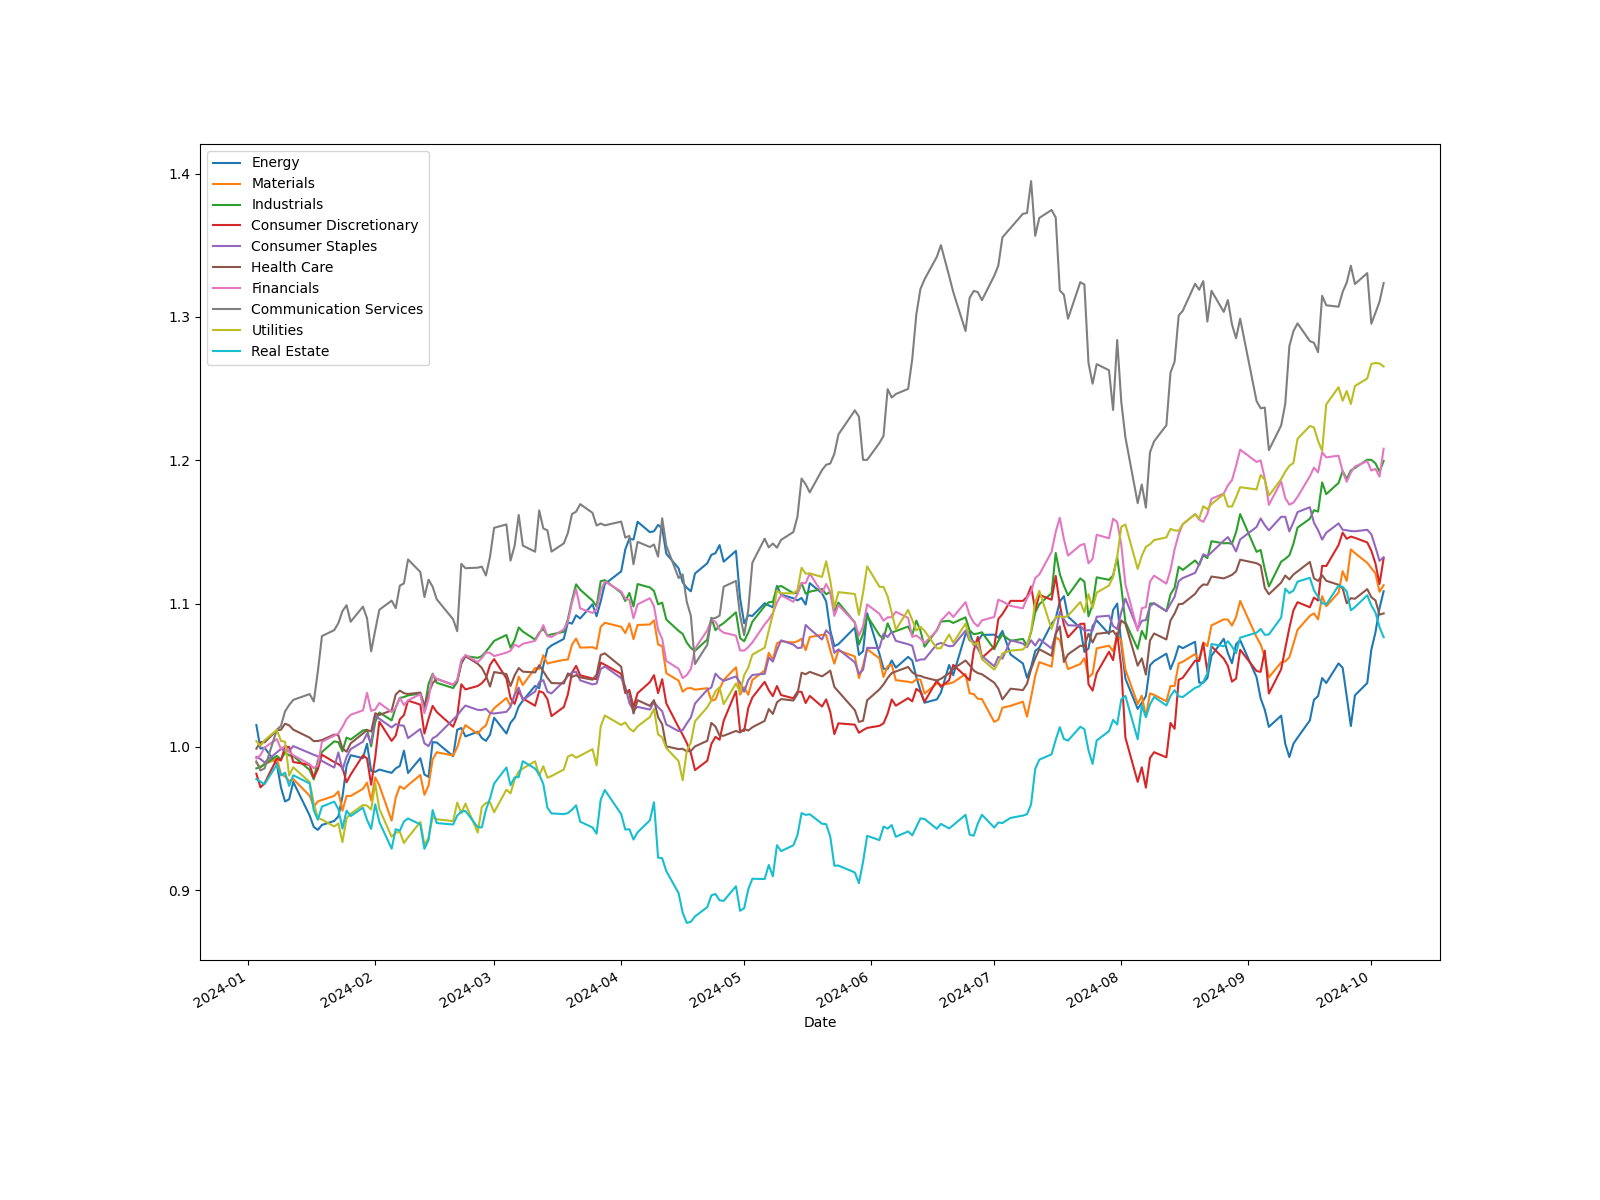 1.4
1.3
1.2
1.1
1.0
0.9
Energy
Materials
Industrials
Consumer Discretionary
Consumer Staples
Health Care
Financials
Communication Services
Utilities
Real Estate
2024-01
2024-02
2024-03
2024-04
2024-05
2024-06
2024-07
2024-08
2024-09
2024-10
Date